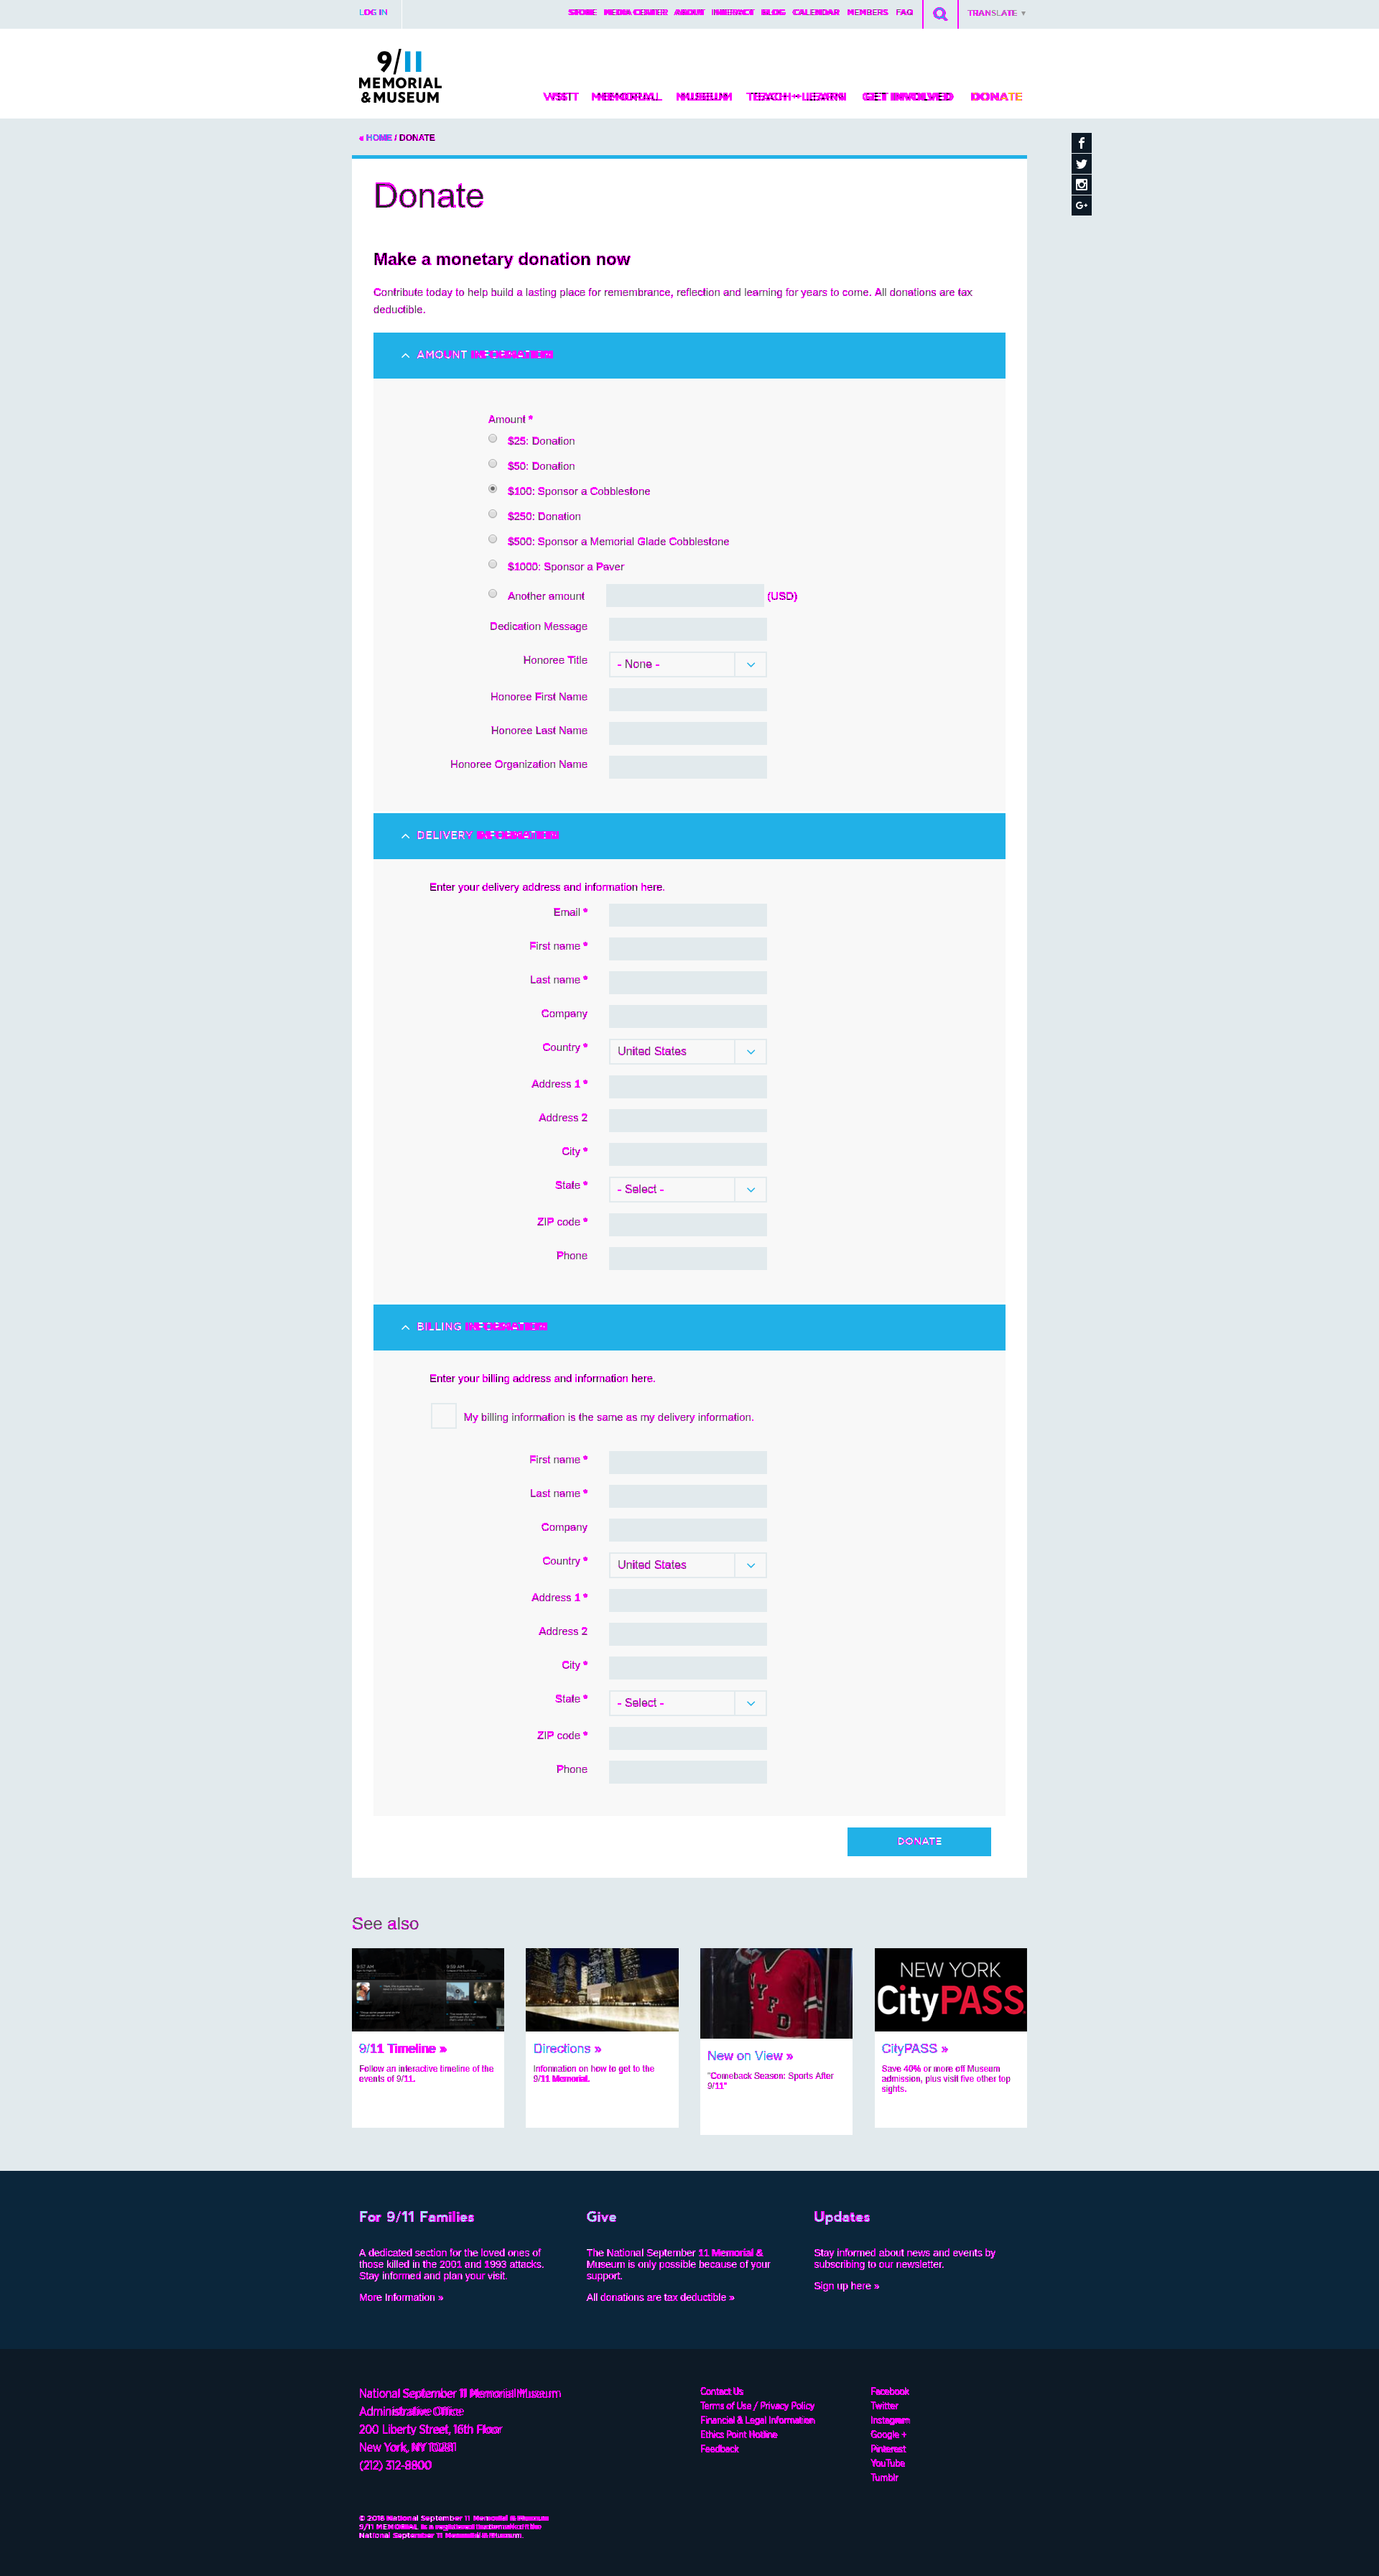 LOG IN
STORE MEDIA CENTER ABOUT INTERACT BLOG CALENDAR MEMBERS FAQ
TRANSLATE ▼
9/11
MEMORIAL
& MUSEUM
VISIT MEMORIAL MUSEUM TEACH + LEARN GET INVOLVED DONATE
« HOME / DONATE
Donate
Make a monetary donation now
Contribute today to help build a lasting place for remembrance, reflection and learning for years to come. All donations are tax
deductible.
AMOUNT INFORMATION
Amount *
$25: Donation
$50: Donation
$100: Sponsor a Cobblestone
$250: Donation
$500: Sponsor a Memorial Glade Cobblestone
$1000: Sponsor a Paver
Another amount (USD)
Dedication Message
Honoree Title - None -
Honoree First Name
Honoree Last Name
Honoree Organization Name
DELIVERY INFORMATION
Enter your delivery address and information here.
Email *
First name *
Last name *
Company
Country * United States
Address 1 *
Address 2
City *
State * - Select -
ZIP code *
Phone
BILLING INFORMATION
Enter your billing address and information here.
My billing information is the same as my delivery information.
First name *
Last name *
Company
Country * United States
Address 1 *
Address 2
City *
State * - Select -
ZIP code *
Phone
DONATE
See also
NEW YORK
CityPASS
9/11 Timeline »
Follow an interactive timeline of the
events of 9/11.
Directions »
Information on how to get to the
9/11 Memorial.
New on View »
"Comeback Season: Sports After
9/11"
CityPASS »
Save 40% or more off Museum
admission, plus visit five other top
sights.
For 9/11 Families
A dedicated section for the loved ones of
those killed in the 2001 and 1993 attacks.
Stay informed and plan your visit.
More Information »
Give
The National September 11 Memorial &
Museum is only possible because of your
support.
All donations are tax deductible »
Updates
Stay informed about news and events by
subscribing to our newsletter.
Sign up here »
National September 11 Memorial Museum
Administrative Office
200 Liberty Street, 16th Floor
New York, NY 10281
(212) 312-8800
Contact Us
Terms of Use / Privacy Policy
Financial & Legal Information
Ethics Point Hotline
Feedback
Facebook
Twitter
Instagram
Google +
Pinterest
YouTube
Tumblr
© 2018 National September 11 Memorial & Museum
9/11 MEMORIAL is a registered trademark of the
National September 11 Memorial & Museum.